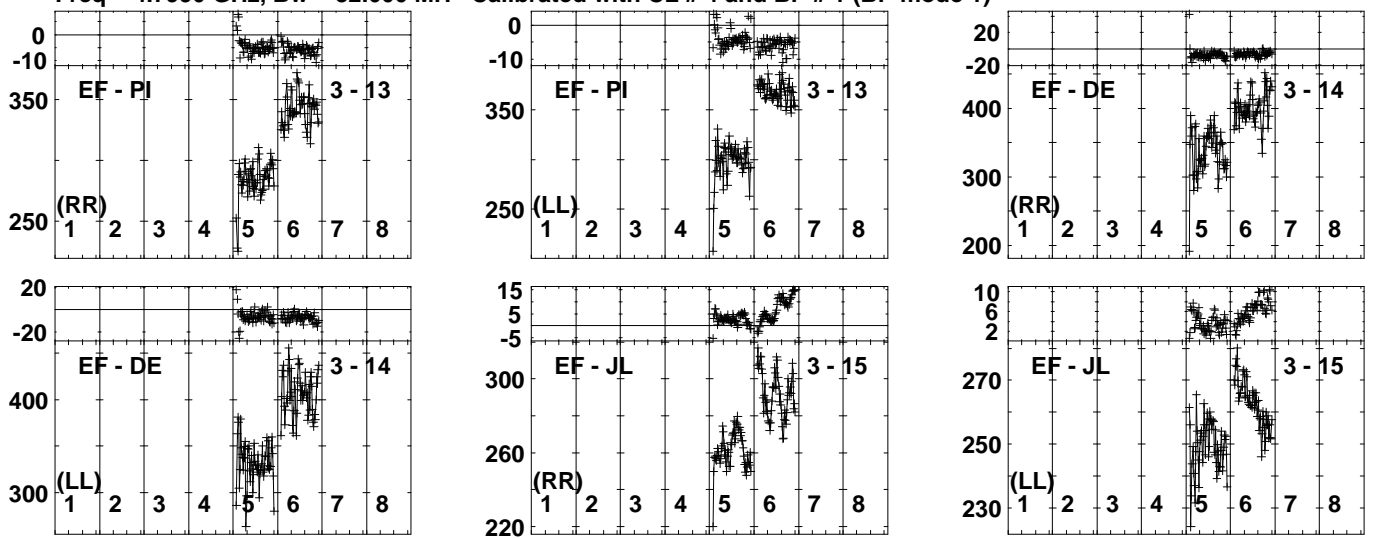 Freq = GHz, BW = 32.000 MH Calibrated with CL # 4 and BP # 1 (BP mode 1)
0
-10
EF - PI 3 - 13
350
250
(RR)
1 2 3 4 5 6 7 8
0
-10
EF - PI 3 - 13
350
250
(LL)
1 2 3 4 5 6 7 8
20
-20
EF - DE 3 - 14
400
300
200
(RR)
1 2 3 4 5 6 7 8
20
-20
EF - DE 3 - 14
400
300
(LL)
1 2 3 4 5 6 7 8
15
5
-5
EF - JL 3 - 15
300
260
220
(RR)
1 2 3 4 5 6 7 8
10
6
2
EF - JL 3 - 15
270
250
230
(LL)
1 2 3 4 5 6 7 8